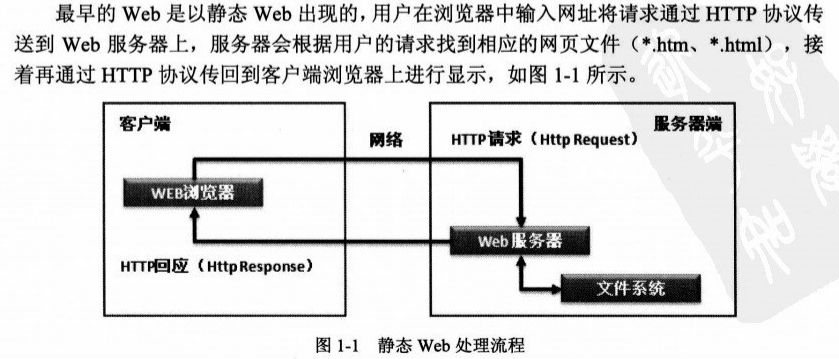 最早的 Web 是以静态 Web 出现的，用户在浏览器中输入网址将请求通过 HTTP 协议传
送到 Web 服务器上，服务器会根据用户的请求找到相应的网页文件（*.htm、*.html），接
着再通过 HTTP 协议传回到客户端浏览器上进行显示，如图 1-1 所示。
客户端
网络
HTTP请求（Http Request）
服务器端
WEB浏览器
Web服务器
HTTP回应（Http Response）
文件系统
图 1-1 静态 Web 处理流程